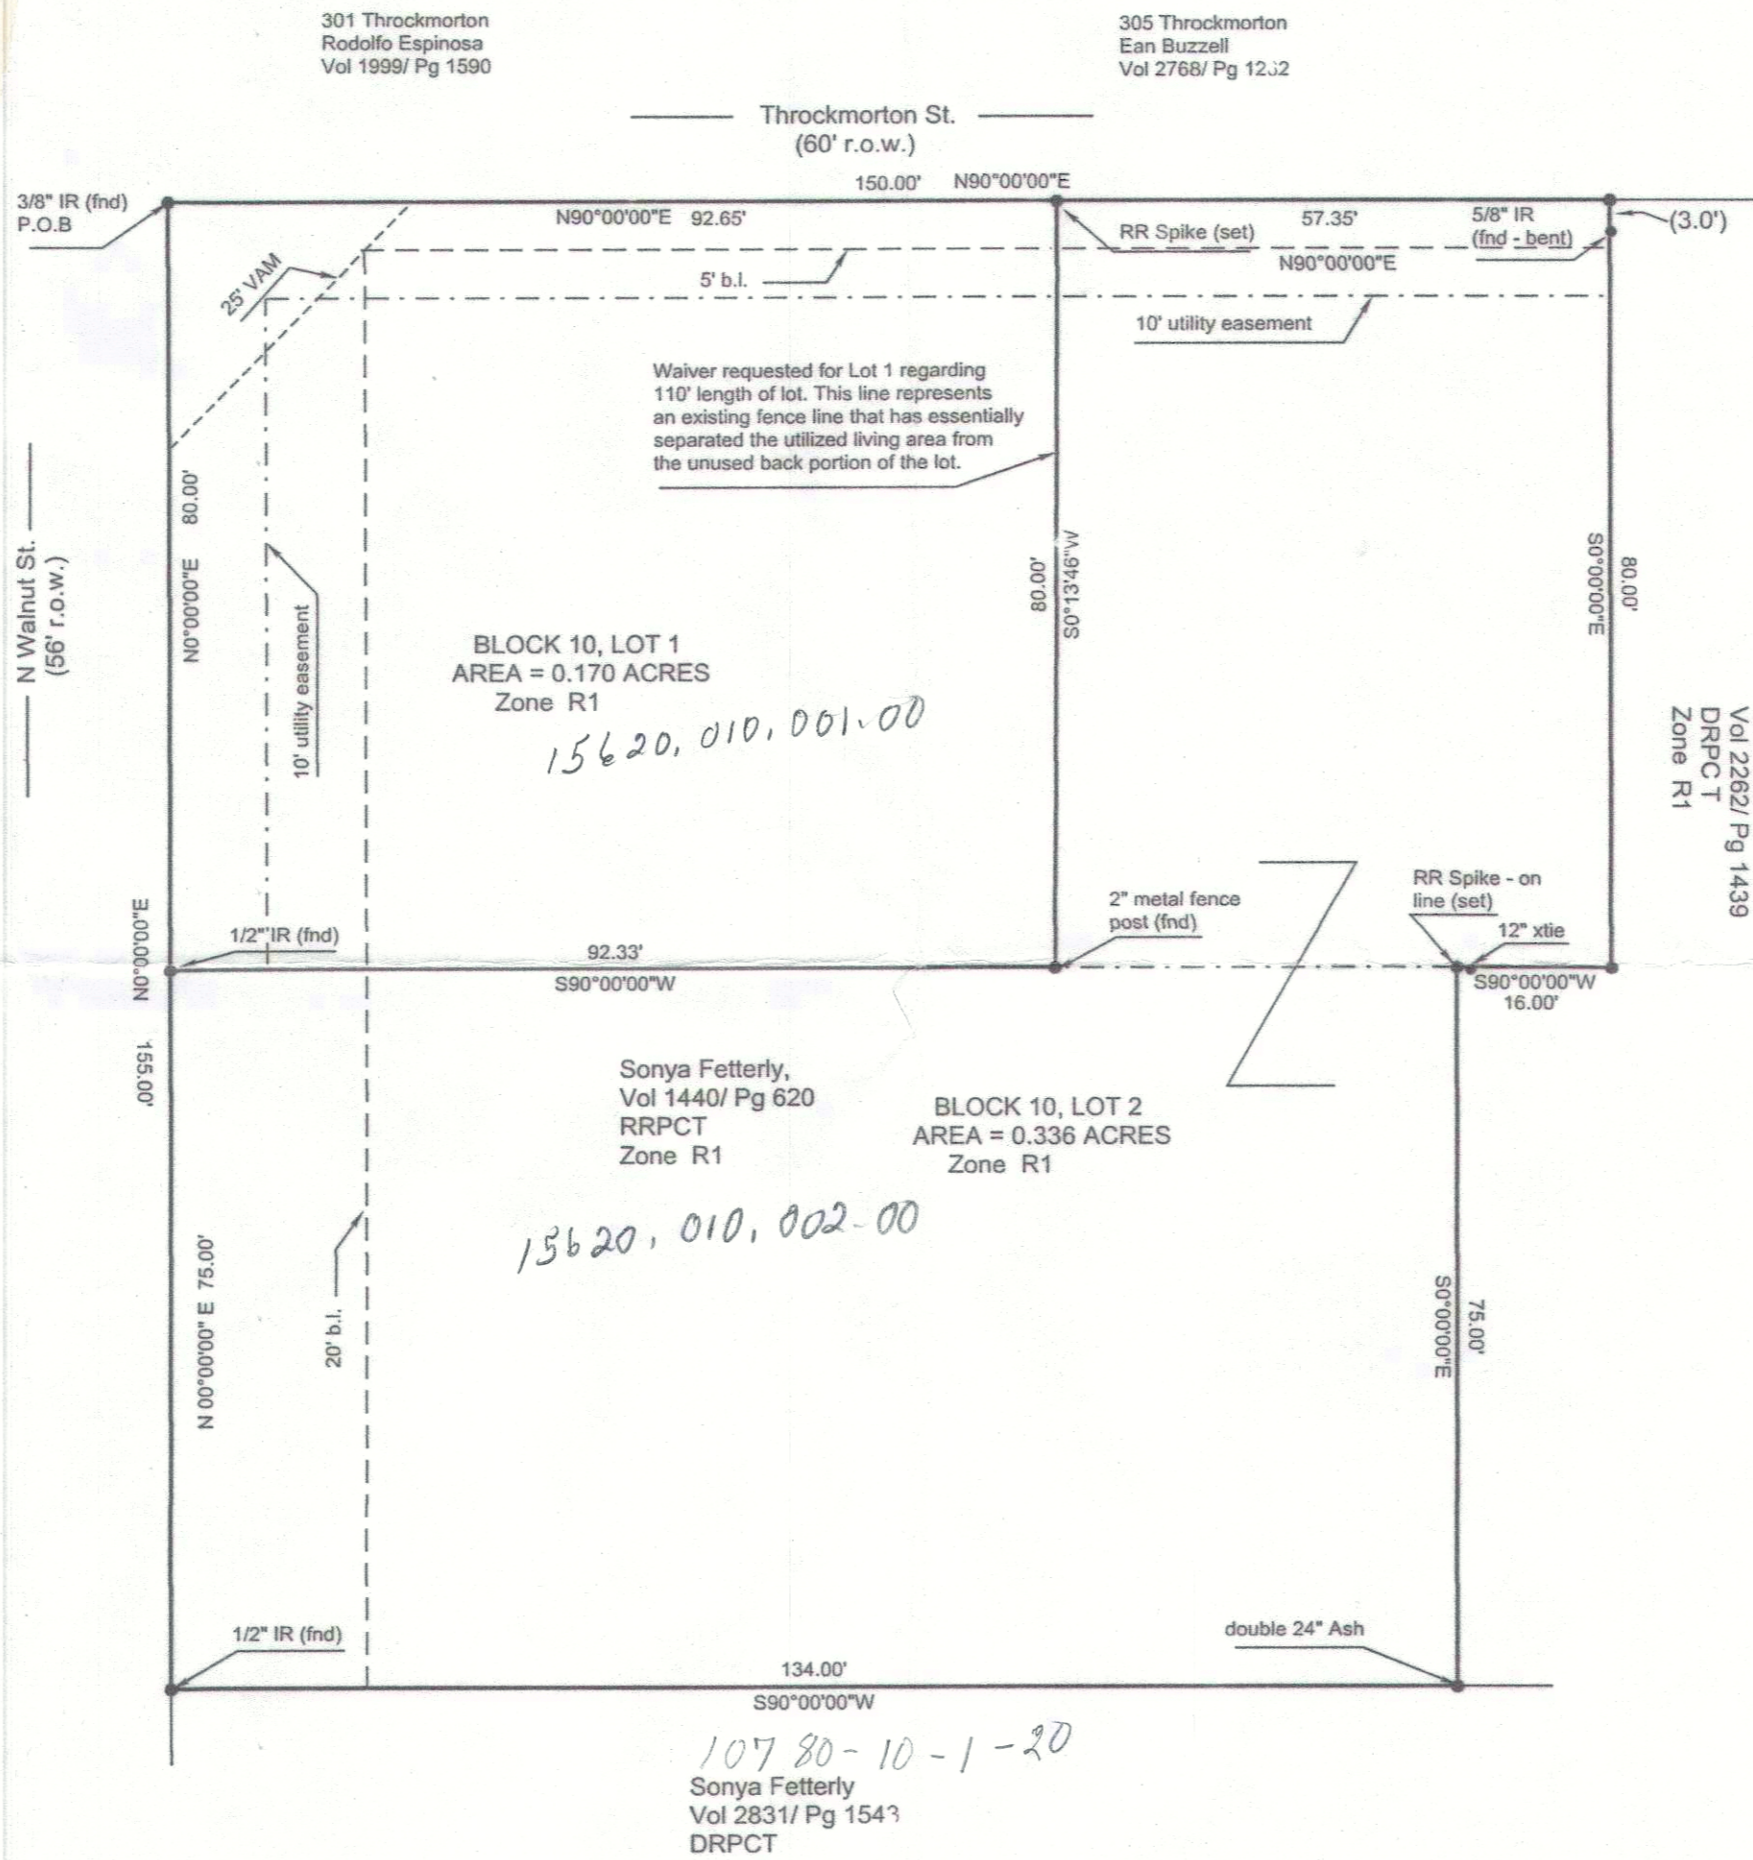 301 Throckmorton
Rodolfo Espinosa
Vol 1999/ Pg 1590
305 Throckmorton
Ean Buzzell
Vol 2768/ Pg
Throckmorton St.
(60' r.o.w.)
150.00' N90°00'00"E
3/8" IR (fnd)
P.O.B
N90°00'00"E 92.65'
RR Spike (set)
57.35'
5/8" IR
(fnd - bent)
(3.0')
N90°00'00"E
25' VAM
5' b.l.
10' utility easement
Waiver requested for Lot 1 regarding
110' length of lot. This line represents
an existing fence line that has essentially
separated the utilized living area from
the unused back portion of the lot.
N Walnut St.
(56' r.o.w.)
N0°00'00"E 80.00'
10' utility easement
80.00'
S0°13'46"W
80.00'
S0°00'00"E
BLOCK 10, LOT 1
AREA = 0.170 ACRES
Zone R1
15620, 010, 001.00
Vol 2262/ Pg 1439
DRPC T
Zone R1
2" metal fence
post (fnd)
RR Spike - on
line (set)
12" xtie
1/2" IR (fnd)
92.33'
S90°00'00"W
S90°00'00"W
16.00'
N0°00'00"E 155.00'
Sonya Fetterly,
Vol 1440/ Pg 620
RRPCT
Zone R1
BLOCK 10, LOT 2
AREA = 0.336 ACRES
Zone R1
15620, 010, 002-00
N 00°00'00" E 75.00'
20' b.l.
75.00'
S0°00'00"E
1/2" IR (fnd)
double 24" Ash
134.00'
S90°00'00"W
10780-10-1-20
Sonya Fetterly
Vol 2831/ Pg 1543
DRPCT